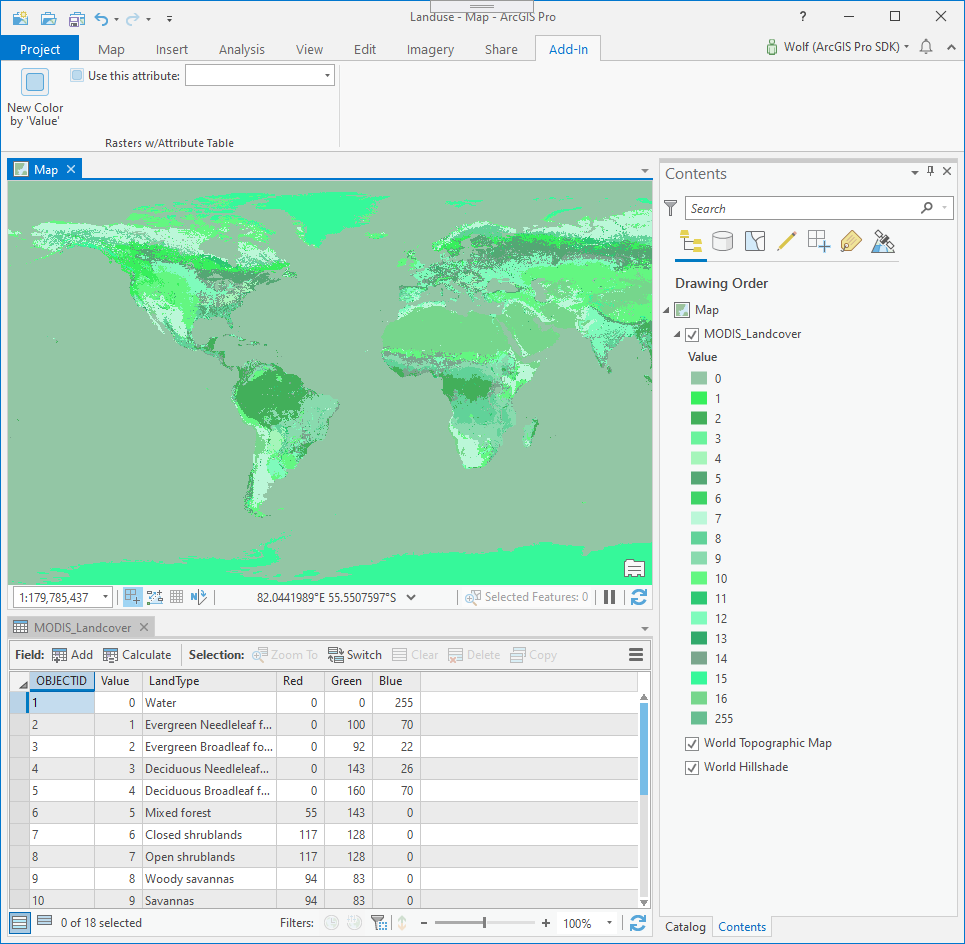 Landuse - Map - ArcGIS Pro
?
Project Map Insert Analysis View Edit Imagery Share Add-In
Wolf (ArcGIS Pro SDK)
New Color
by 'Value'
Use this attribute:
Rasters w/Attribute Table
Map
1:179,785,437
82.0441989°E 55.5507597°S
Selected Features: 0
MODIS_Landcover
Field: Add Calculate Selection: Zoom To Switch Clear Delete Copy
OBJECTID Value LandType Red Green Blue
1 0 Water 0 0 255
2 1 Evergreen Needleleaf f... 0 100 70
3 2 Evergreen Broadleaf fo... 0 92 22
4 3 Deciduous Needleleaf... 0 143 26
5 4 Deciduous Broadleaf f... 0 160 70
6 5 Mixed forest 55 143 0
7 6 Closed shrublands 117 128 0
8 7 Open shrublands 117 128 0
9 8 Woody savannas 94 83 0
10 9 Savannas 94 83 0
0 of 18 selected
Filters:
- + 100%
Contents
Search
Drawing Order
Map
MODIS_Landcover
Value
0
1
2
3
4
5
6
7
8
9
10
11
12
13
14
15
16
255
World Topographic Map
World Hillshade
Catalog Contents